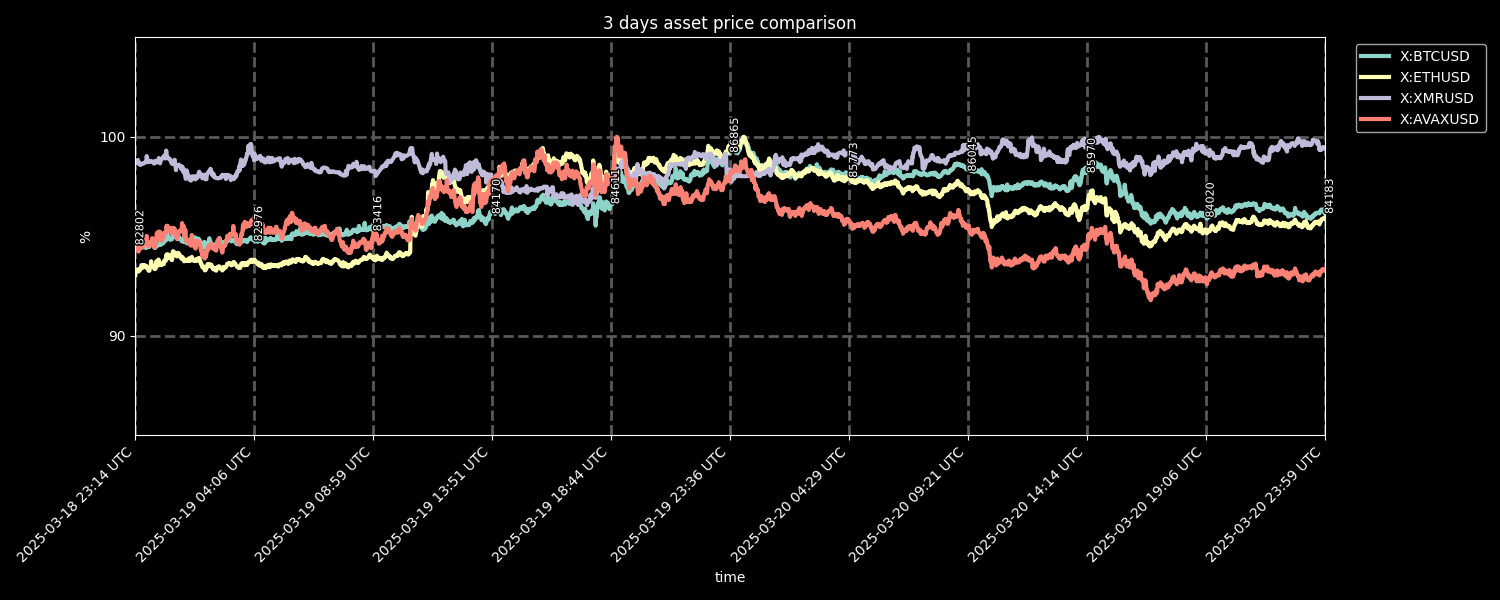 3 days asset price comparison
X:BTCUSD
X:ETHUSD
X:XMRUSD
X:AVAXUSD
100
90
%
82802
82976
83416
84170
84611
86865
85773
86045
85970
84020
84183
2025-03-18 23:14 UTC
2025-03-19 04:06 UTC
2025-03-19 08:59 UTC
2025-03-19 13:51 UTC
2025-03-19 18:44 UTC
2025-03-19 23:36 UTC
2025-03-20 04:29 UTC
2025-03-20 09:21 UTC
2025-03-20 14:14 UTC
2025-03-20 19:06 UTC
2025-03-20 23:59 UTC
time